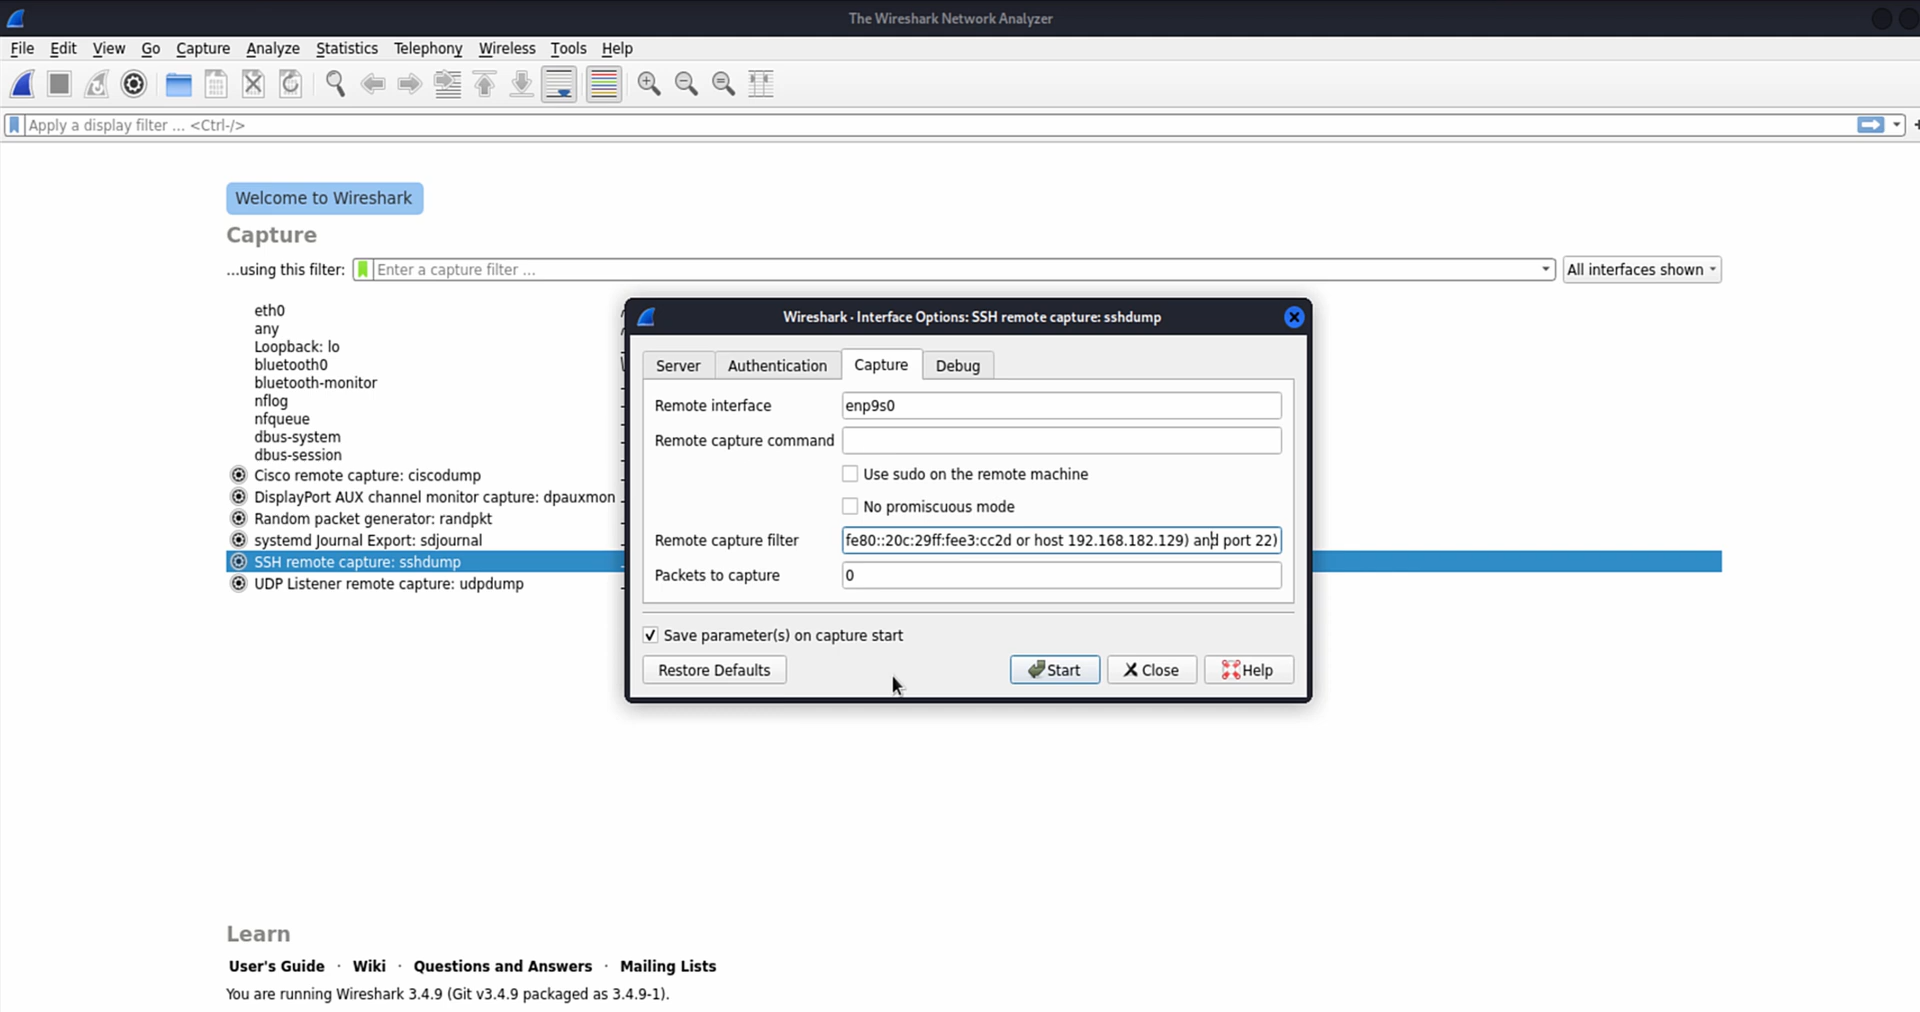 The Wireshark Network Analyzer
File Edit View Go Capture Analyze Statistics Telephony Wireless Tools Help
Apply a display filter ... <Ctrl-/>
Welcome to Wireshark
Capture
...using this filter: Enter a capture filter ... All interfaces shown
eth0
any
Loopback: lo
bluetooth0
bluetooth-monitor
nflog
nfqueue
dbus-system
dbus-session
Cisco remote capture: ciscodump
DisplayPort AUX channel monitor capture: dpauxmon
Random packet generator: randpkt
systemd Journal Export: sdjournal
SSH remote capture: sshdump
UDP Listener remote capture: udpdump
Wireshark · Interface Options: SSH remote capture: sshdump
Server Authentication Capture Debug
Remote interface enp9s0
Remote capture command
Use sudo on the remote machine
No promiscuous mode
Remote capture filter fe80::20c:29ff:fee3:cc2d or host 192.168.182.129) and port 22)
Packets to capture 0
Save parameter(s) on capture start
Restore Defaults Start Close Help
Learn
User's Guide · Wiki · Questions and Answers · Mailing Lists
You are running Wireshark 3.4.9 (Git v3.4.9 packaged as 3.4.9-1).